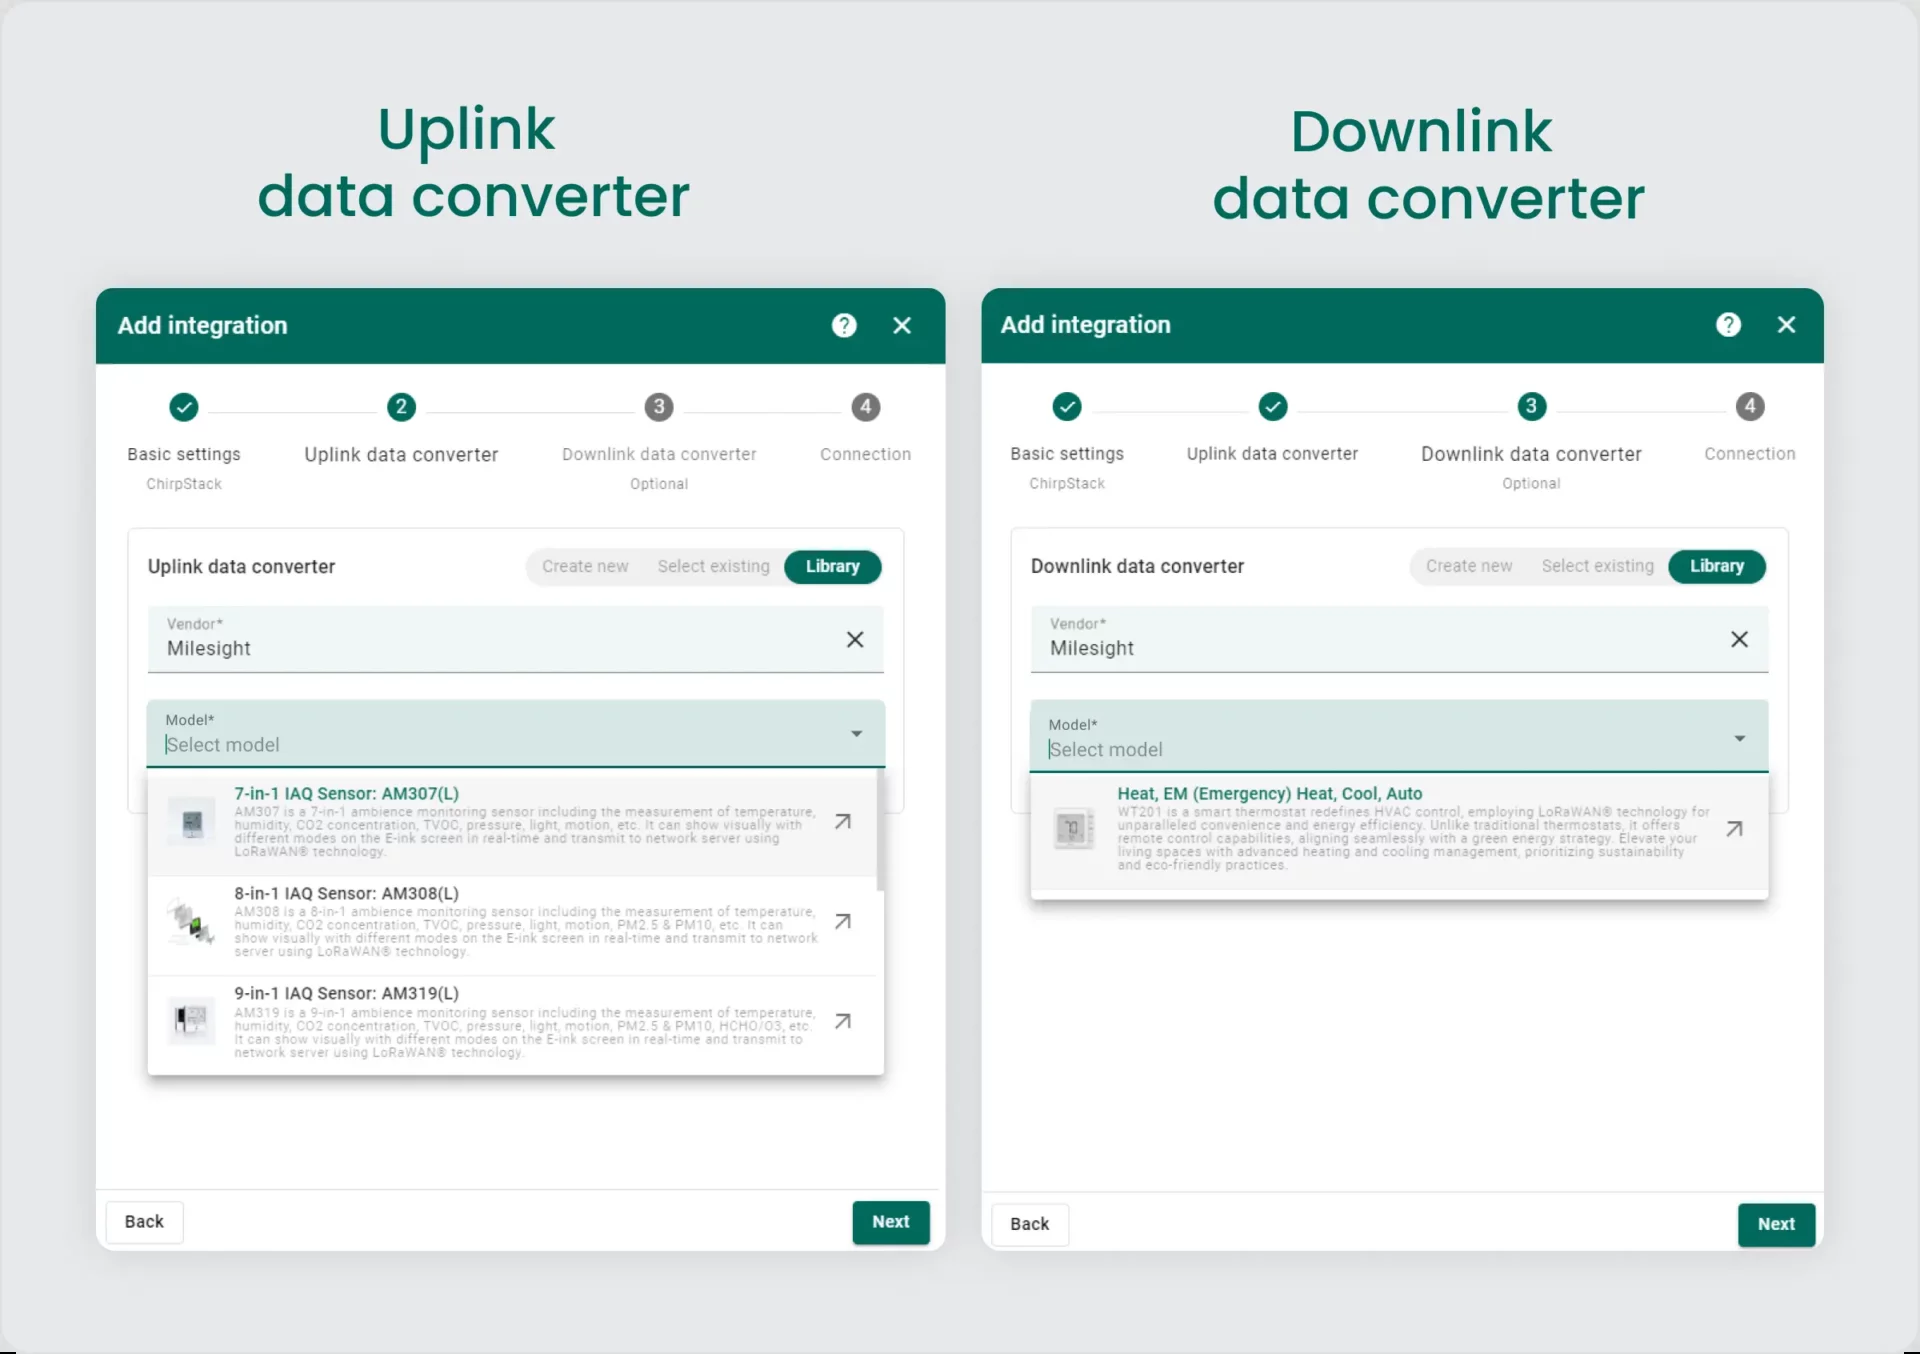 Uplink
data converter
Add integration
?
2
3
4
Basic settings
Uplink data converter
Downlink data converter
Connection
ChirpStack
Optional
Uplink data converter
Create new
Select existing
Library
Vendor*
Milesight
Model*
Select model
7-in-1 IAQ Sensor: AM307(L)
AM307 is a 7-in-1 ambience monitoring sensor including the measurement of temperature,
humidity, CO2 concentration, TVOC, pressure, light, motion, etc. It can show visually with
different modes on the E-ink screen in real-time and transmit to network server using
LoRaWAN® technology.
8-in-1 IAQ Sensor: AM308(L)
AM308 is a 8-in-1 ambience monitoring sensor including the measurement of temperature,
humidity, CO2 concentration, TVOC, pressure, light, motion, PM2.5 & PM10, etc. It can
show visually with different modes on the E-ink screen in real-time and transmit to network
server using LoRaWAN® technology.
9-in-1 IAQ Sensor: AM319(L)
AM319 is a 9-in-1 ambience monitoring sensor including the measurement of temperature,
humidity, CO2 concentration, TVOC, pressure, light, motion, PM2.5 & PM10, HCHO/O3, etc.
It can show visually with different modes on the E-ink screen in real-time and transmit to
network server using LoRaWAN® technology.
Back
Next
Downlink
data converter
Add integration
?
3
4
Basic settings
Uplink data converter
Downlink data converter
Connection
ChirpStack
Optional
Downlink data converter
Create new
Select existing
Library
Vendor*
Milesight
Model*
Select model
Heat, EM (Emergency) Heat, Cool, Auto
WT201 is a smart thermostat redefines HVAC control, employing LoRaWAN® technology for
unparalleled convenience and energy efficiency. Unlike traditional thermostats, it offers
remote control capabilities, aligning seamlessly with a green energy strategy. Elevate your
living spaces with advanced heating and cooling management, prioritizing sustainability
and eco-friendly practices.
70
Back
Next